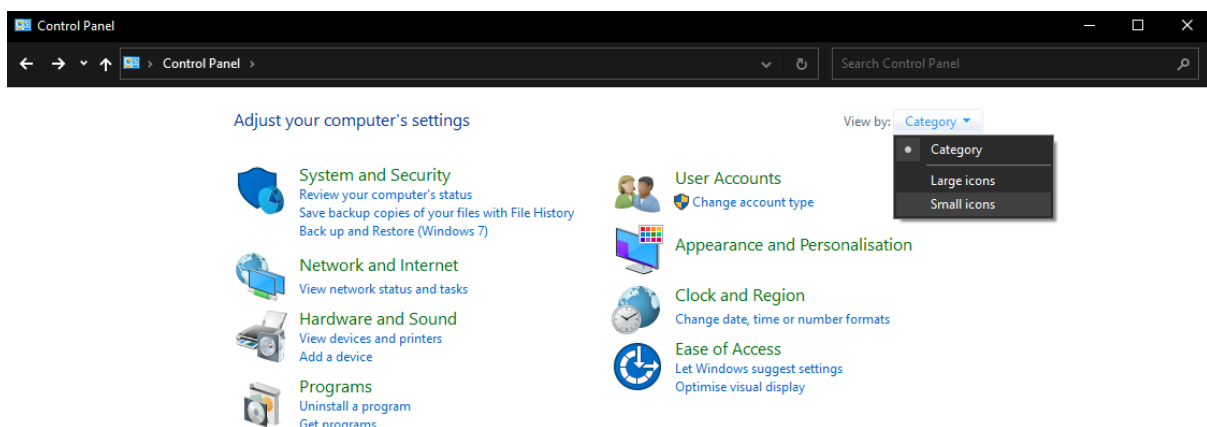 Control Panel
Control Panel
Search Control Panel
Adjust your computer's settings
View by: Category
Category
Large icons
Small icons
System and Security
Review your computer's status
Save backup copies of your files with File History
Back up and Restore (Windows 7)
Network and Internet
View network status and tasks
Hardware and Sound
View devices and printers
Add a device
Programs
Uninstall a program
Get programs
User Accounts
Change account type
Appearance and Personalisation
Clock and Region
Change date, time or number formats
Ease of Access
Let Windows suggest settings
Optimise visual display